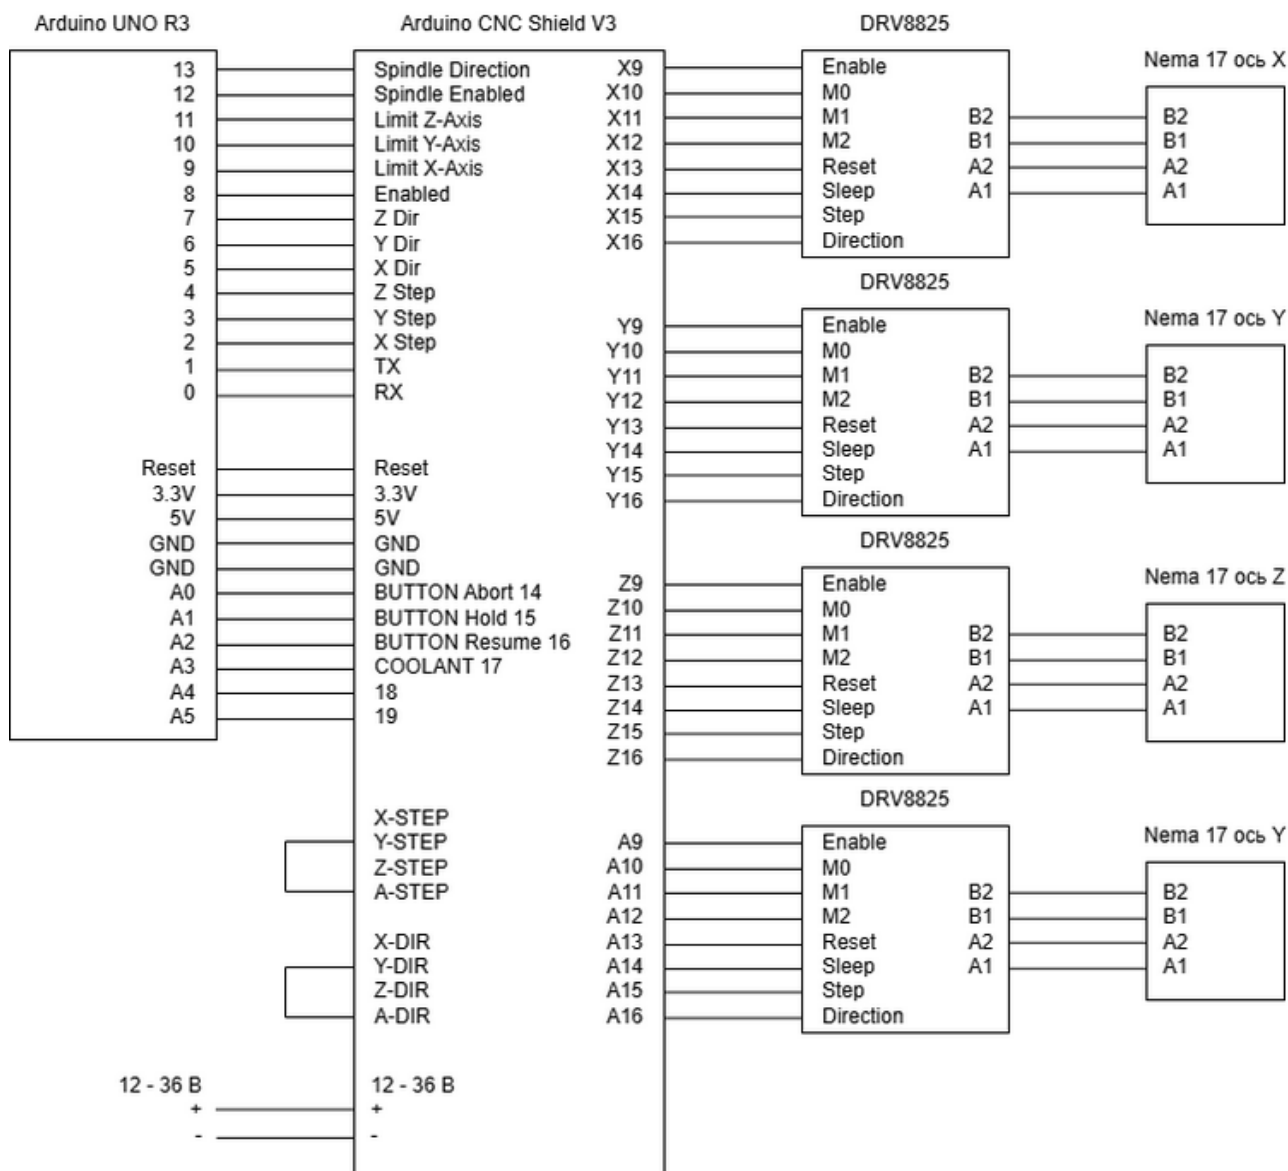 Arduino UNO R3
13
12
11
10
9
8
7
6
5
4
3
2
1
0
Reset
3.3V
5V
GND
GND
A0
A1
A2
A3
A4
A5
12 - 36 В
+
-
Arduino CNC Shield V3
Spindle Direction
Spindle Enabled
Limit Z-Axis
Limit Y-Axis
Limit X-Axis
Enabled
Z Dir
Y Dir
X Dir
Z Step
Y Step
X Step
TX
RX
Reset
3.3V
5V
GND
GND
BUTTON Abort 14
BUTTON Hold 15
BUTTON Resume 16
COOLANT 17
18
19
X-STEP
Y-STEP
Z-STEP
A-STEP
X-DIR
Y-DIR
Z-DIR
A-DIR
12 - 36 В
+
-
X9
X10
X11
X12
X13
X14
X15
X16
Y9
Y10
Y11
Y12
Y13
Y14
Y15
Y16
Z9
Z10
Z11
Z12
Z13
Z14
Z15
Z16
A9
A10
A11
A12
A13
A14
A15
A16
DRV8825
Enable
M0
M1
M2
Reset
Sleep
Step
Direction
B2
B1
A2
A1
Nema 17 ось X
B2
B1
A2
A1
DRV8825
Enable
M0
M1
M2
Reset
Sleep
Step
Direction
B2
B1
A2
A1
Nema 17 ось Y
B2
B1
A2
A1
DRV8825
Enable
M0
M1
M2
Reset
Sleep
Step
Direction
B2
B1
A2
A1
Nema 17 ось Z
B2
B1
A2
A1
DRV8825
Enable
M0
M1
M2
Reset
Sleep
Step
Direction
B2
B1
A2
A1
Nema 17 ось Y
B2
B1
A2
A1